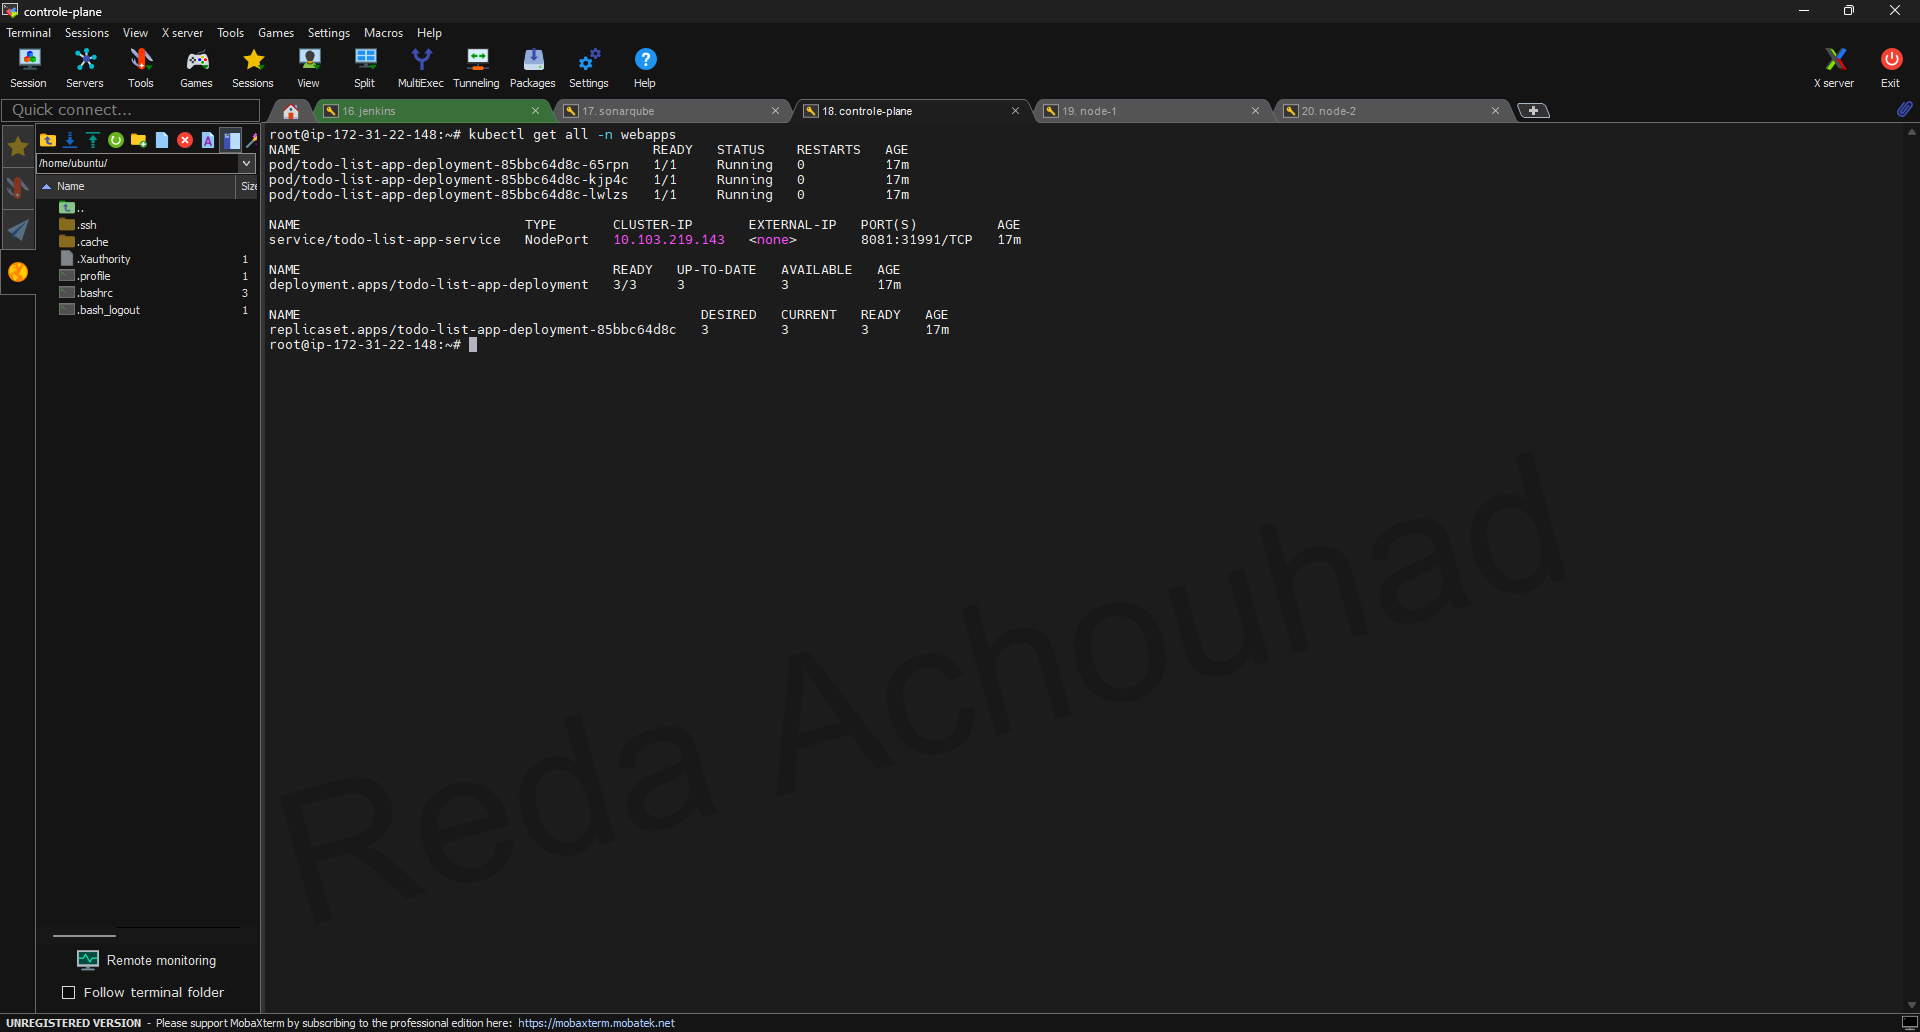 controle-plane
Terminal Sessions View X server Tools Games Settings Macros Help
Session Servers Tools Games Sessions View Split MultiExec Tunneling Packages Settings Help X server Exit
Quick connect... 16. jenkins 17. sonarqube 18. controle-plane 19. node-1 20. node-2
/home/ubuntu/
Name Size
..
.ssh
.cache
.Xauthority 1
.profile 1
.bashrc 3
.bash_logout 1
Remote monitoring
Follow terminal folder
root@ip-172-31-22-148:~# kubectl get all -n webapps
NAME READY STATUS RESTARTS AGE
pod/todo-list-app-deployment-85bbc64d8c-65rpn 1/1 Running 0 17m
pod/todo-list-app-deployment-85bbc64d8c-kjp4c 1/1 Running 0 17m
pod/todo-list-app-deployment-85bbc64d8c-lwlzs 1/1 Running 0 17m
NAME TYPE CLUSTER-IP EXTERNAL-IP PORT(S) AGE
service/todo-list-app-service NodePort 10.103.219.143 <none> 8081:31991/TCP 17m
NAME READY UP-TO-DATE AVAILABLE AGE
deployment.apps/todo-list-app-deployment 3/3 3 3 17m
NAME DESIRED CURRENT READY AGE
replicaset.apps/todo-list-app-deployment-85bbc64d8c 3 3 3 17m
root@ip-172-31-22-148:~#
Reda Achouhad
UNREGISTERED VERSION - Please support MobaXterm by subscribing to the professional edition here: https://mobaxterm.mobatek.net